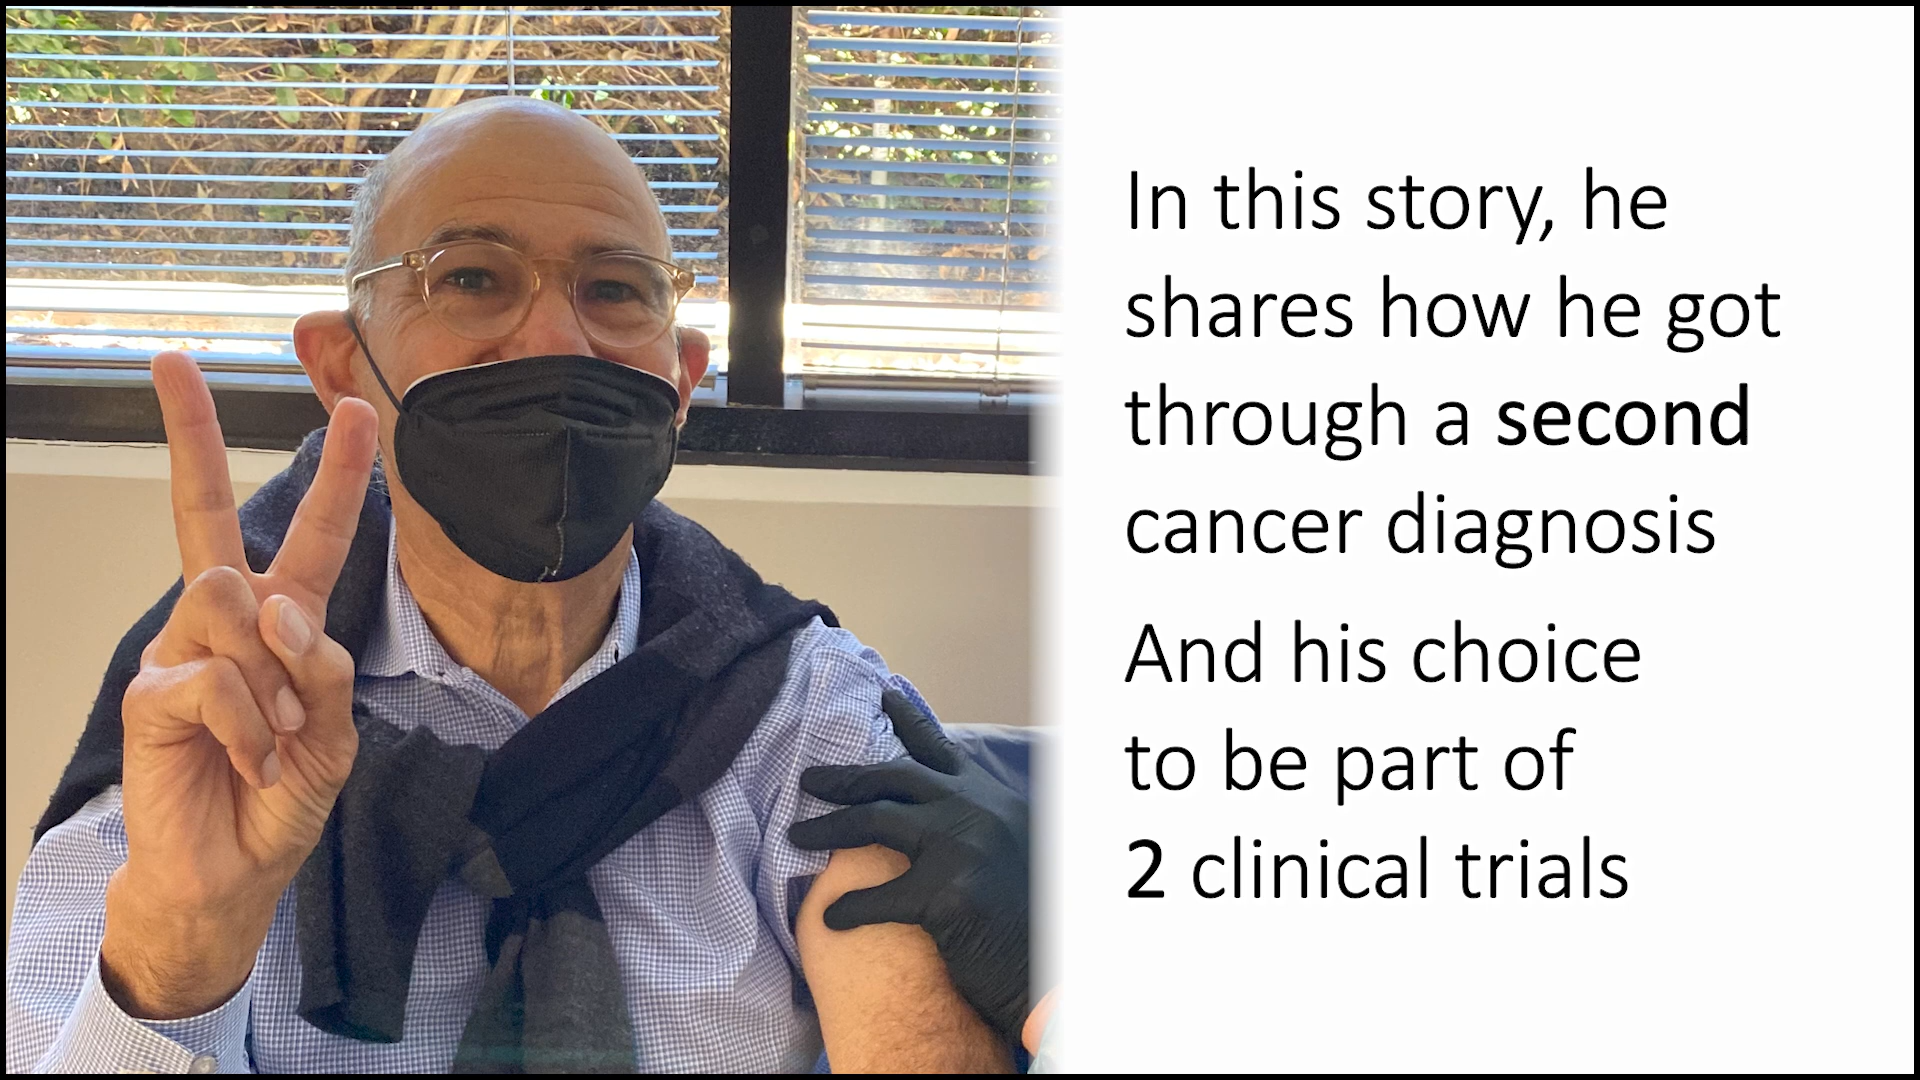 In this story, he
shares how he got
through a second
cancer diagnosis
And his choice
to be part of
2 clinical trials